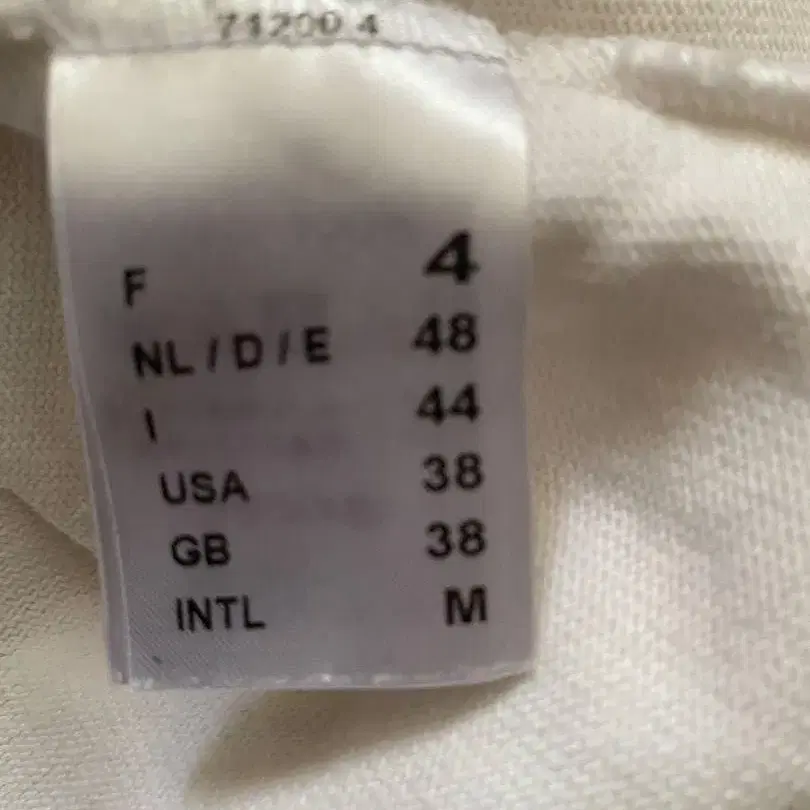 71200 4
F 4
NL / D / E 48
I 44
USA 38
GB 38
INTL M